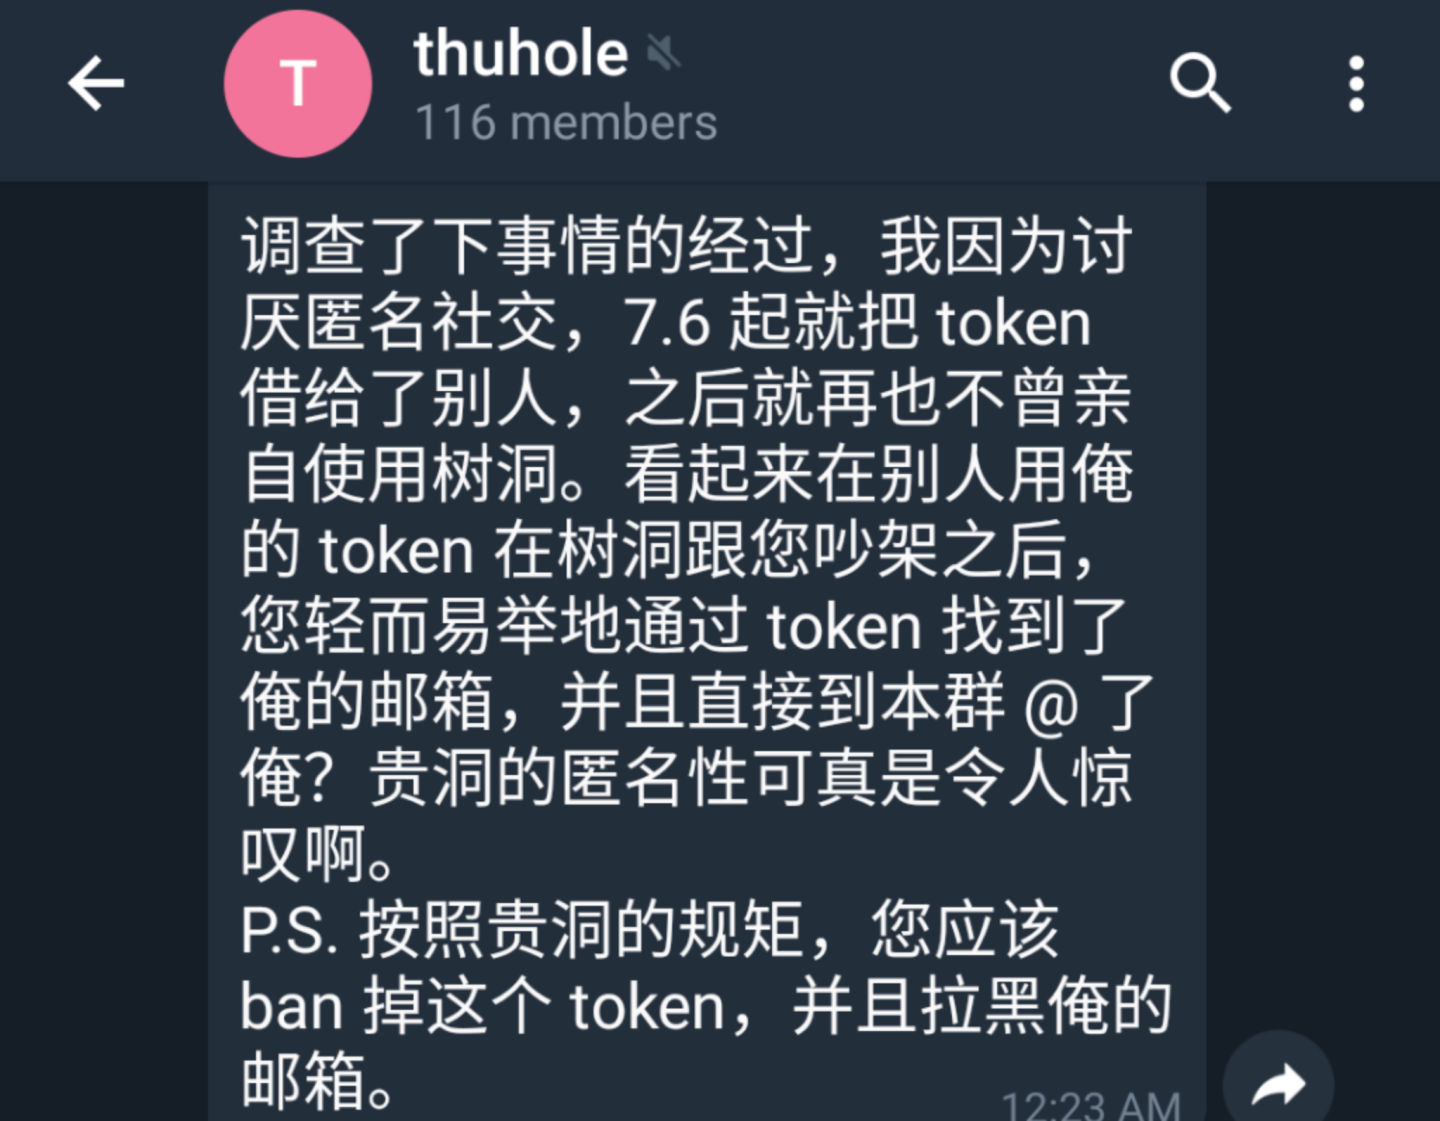 T
thuhole
116 members
调查了下事情的经过，我因为讨
厌匿名社交，7.6 起就把 token
借给了别人，之后就再也不曾亲
自使用树洞。看起来在别人用俺
的 token 在树洞跟您吵架之后，
您轻而易举地通过 token 找到了
俺的邮箱，并且直接到本群 @ 了
俺？贵洞的匿名性可真是令人惊
叹啊。
P.S. 按照贵洞的规矩，您应该
ban 掉这个 token，并且拉黑俺的
邮箱。
12:23 AM